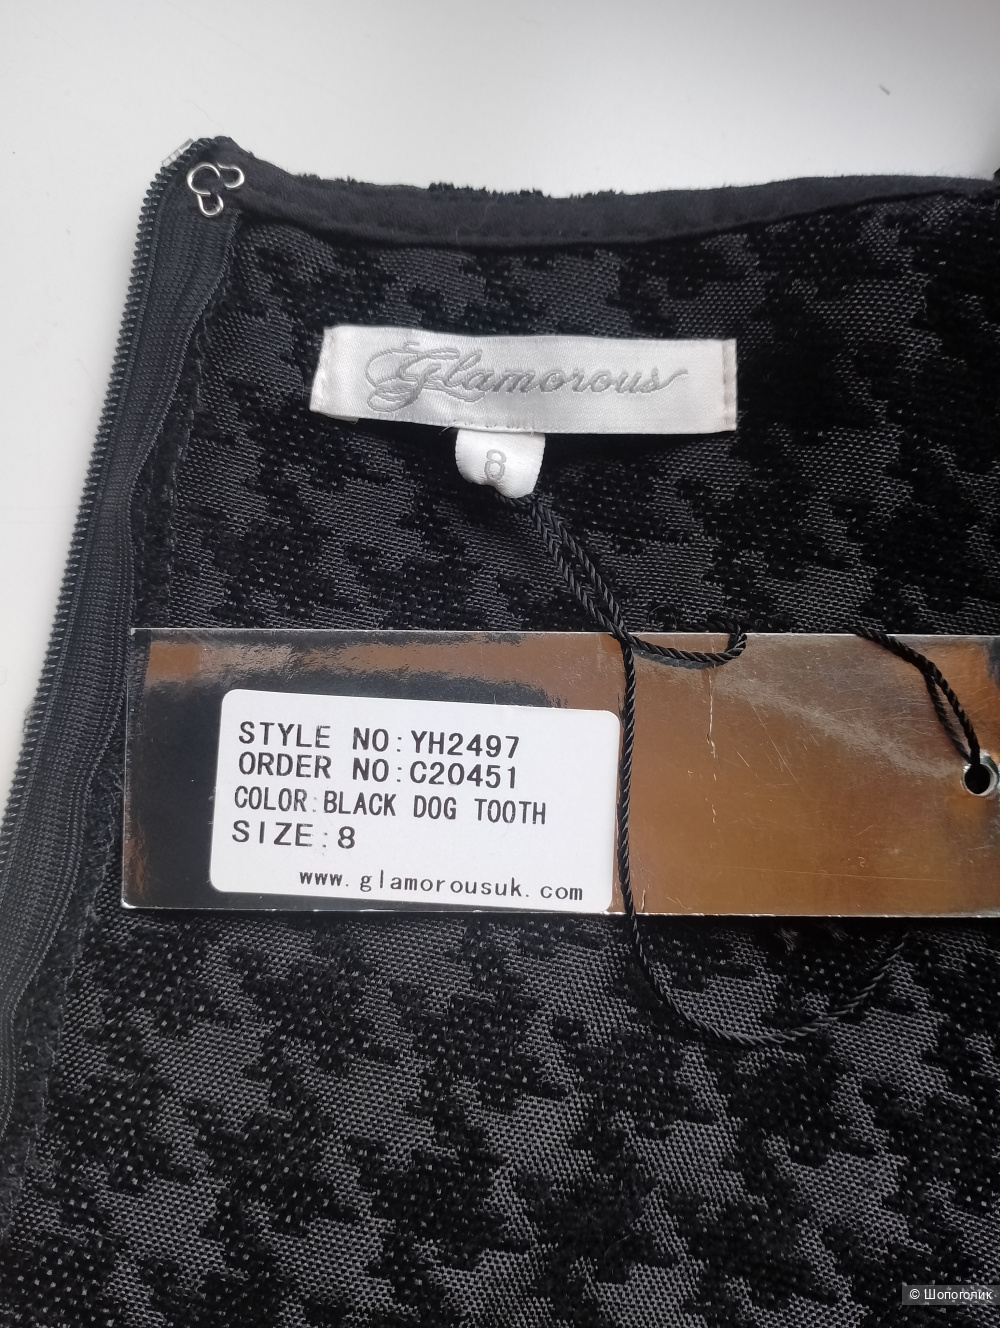 Glamorous
8
STYLE NO:YH2497
ORDER NO:C20451
COLOR:BLACK DOG TOOTH
SIZE:8
www.glamorousuk.com
© Шопоголик